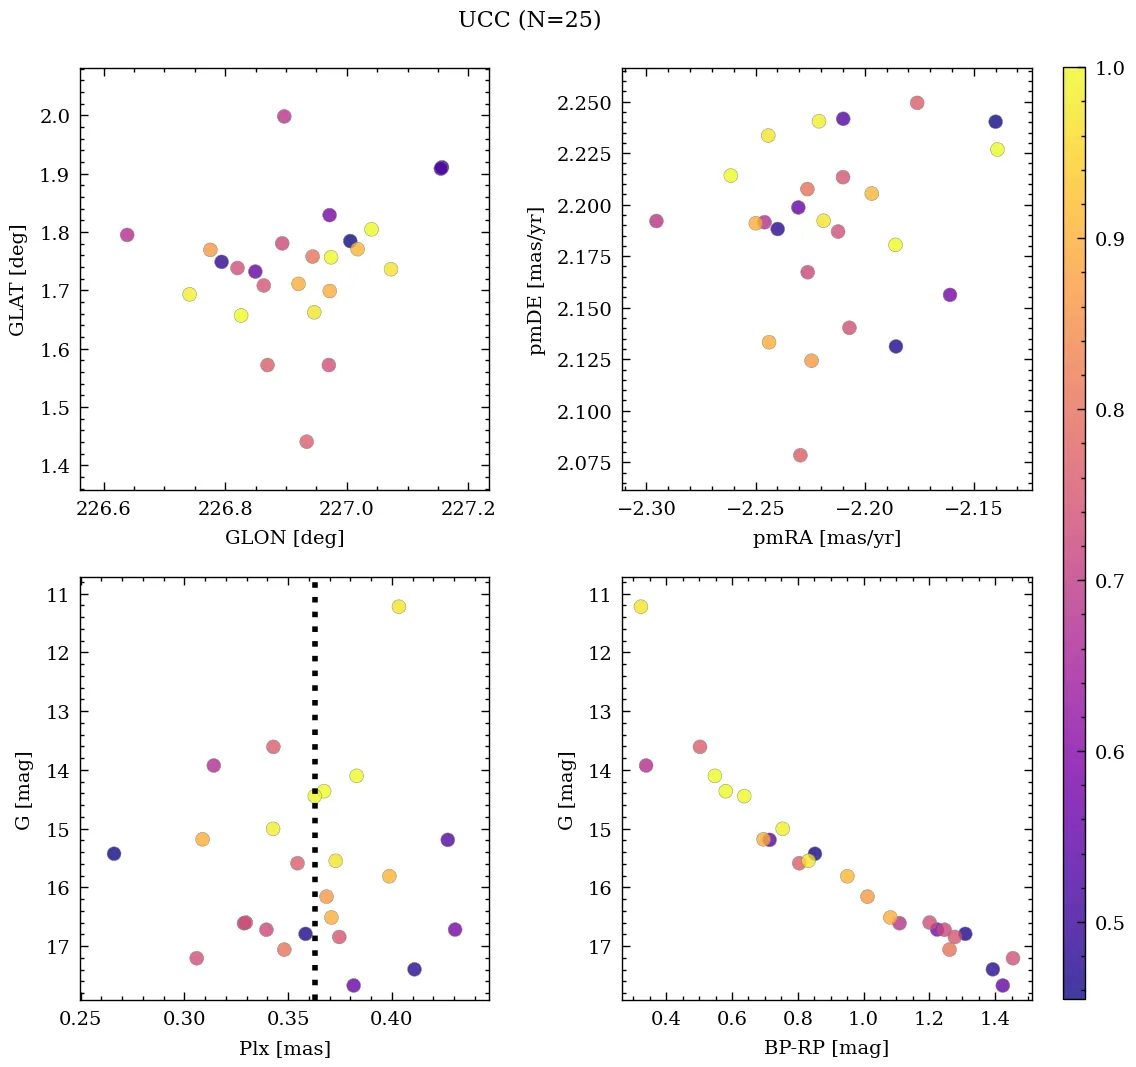 UCC (N=25)
2.0
1.9
1.8
1.7
1.6
1.5
1.4
226.6 226.8 227.0 227.2
GLON [deg]
GLAT [deg]
2.250
2.225
2.200
2.175
2.150
2.125
2.100
2.075
−2.30 −2.25 −2.20 −2.15
pmRA [mas/yr]
pmDE [mas/yr]
11
12
13
14
15
16
17
0.25 0.30 0.35 0.40
Plx [mas]
G [mag]
11
12
13
14
15
16
17
0.4 0.6 0.8 1.0 1.2 1.4
BP-RP [mag]
G [mag]
1.0
0.9
0.8
0.7
0.6
0.5